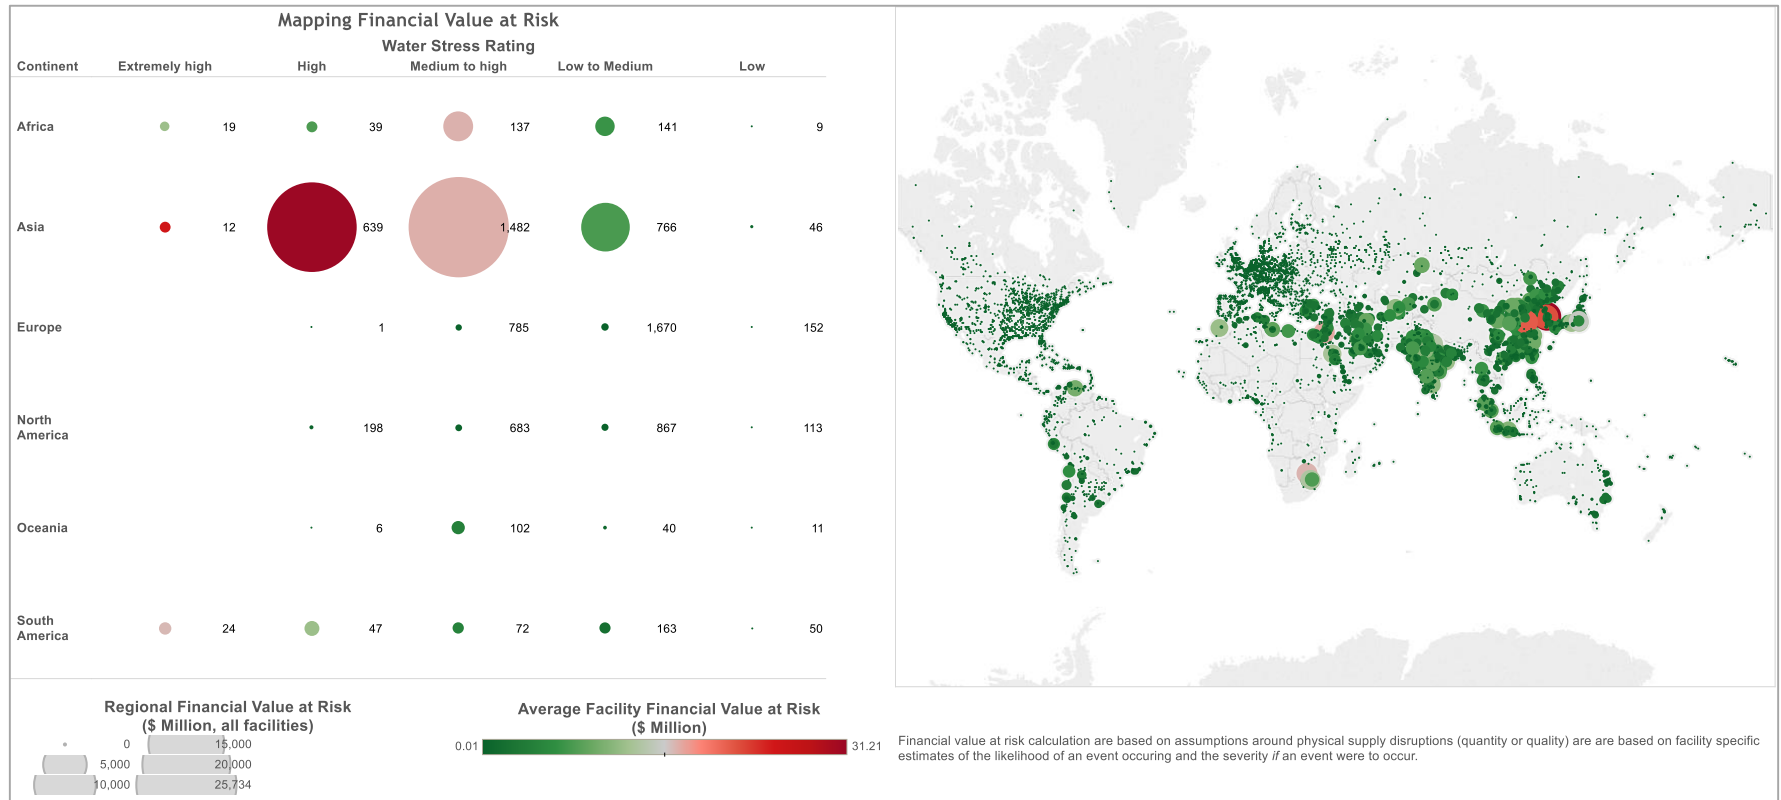 Mapping Financial Value at Risk
Water Stress Rating
Continent Extremely high High Medium to high Low to Medium Low
Africa 19 39 137 141 9
Asia 12 639 1,482 766 46
Europe 1 785 1,670 152
North
America 198 683 867 113
Oceania 6 102 40 11
South
America 24 47 72 163 50
Regional Financial Value at Risk
($ Million, all facilities)
0 15,000
5,000 20,000
10,000 25,734
Average Facility Financial Value at Risk
($ Million)
0.01 31.21
Financial value at risk calculation are based on assumptions around physical supply disruptions (quantity or quality) are are based on facility specific
estimates of the likelihood of an event occuring and the severity if an event were to occur.